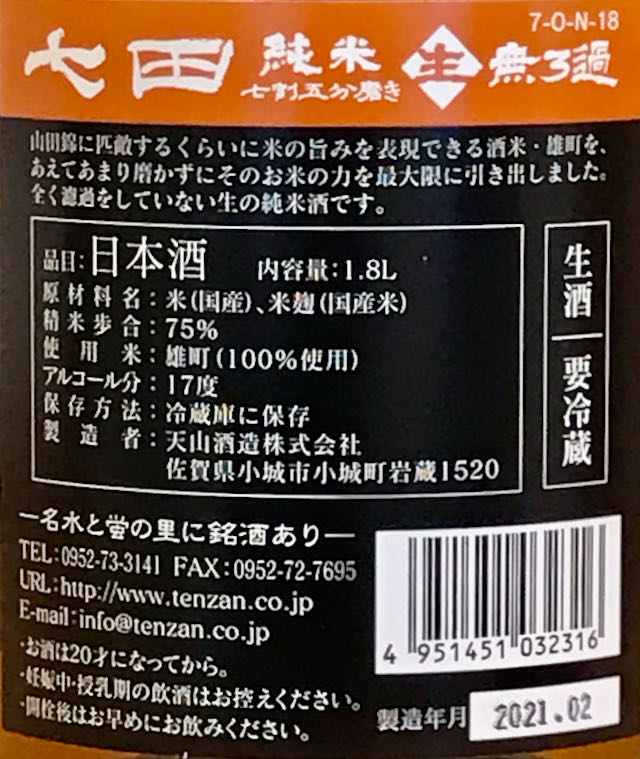 7-O-N-18
七田 純米 生 無ろ過
七割五分磨き
山田錦に匹敵するくらいに米の旨みを表現できる酒米・雄町を、
あえてあまり磨かずにそのお米の力を最大限に引き出しました。
全く濾過をしていない生の純米酒です。
品目:日本酒 内容量:1.8L
原材料名:米(国産)、米麹(国産米)
精米歩合:75%
使用米:雄町(100%使用)
アルコール分:17度
保存方法:冷蔵庫に保存
製造者:天山酒造株式会社
佐賀県小城市小城町岩蔵1520
生酒
要冷蔵
—名水と蛍の里に銘酒あり—
TEL:0952-73-3141 FAX:0952-72-7695
URL:http://www.tenzan.co.jp
E-mail:info@tenzan.co.jp
・お酒は20才になってから。
・妊娠中・授乳期の飲酒はお控えください。
・開栓後はお早めにお飲みください。
4 951451 032316
製造年月 2021.02